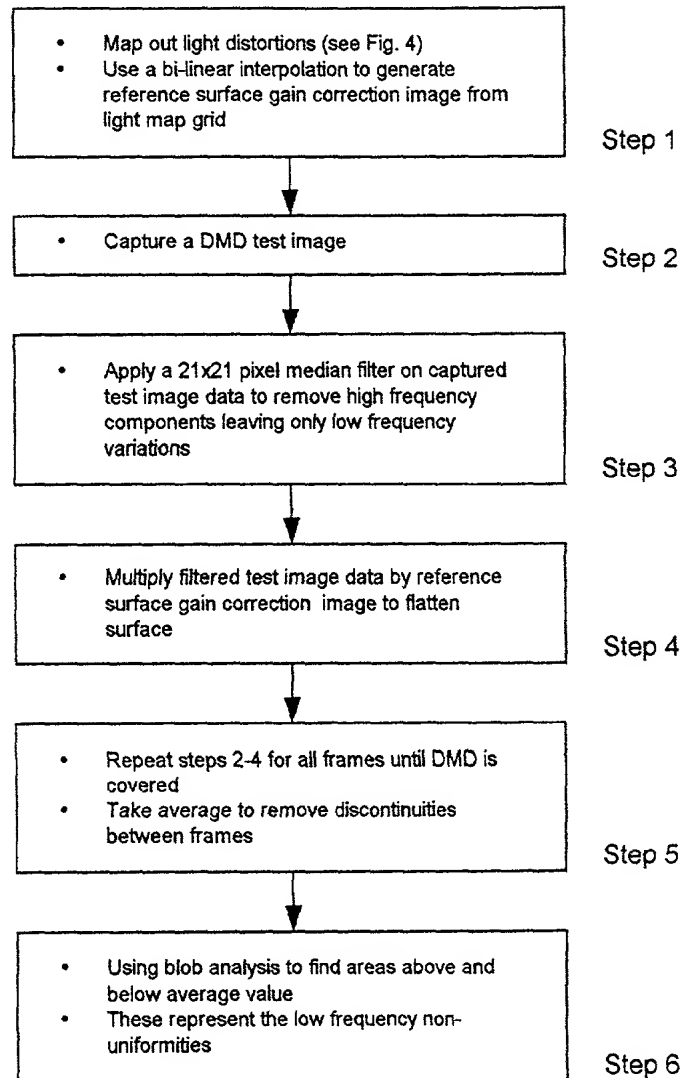 • Map out light distortions (see Fig. 4)
• Use a bi-linear interpolation to generate
reference surface gain correction image from
light map grid
Step 1
• Capture a DMD test image
Step 2
• Apply a 21x21 pixel median filter on captured
test image data to remove high frequency
components leaving only low frequency
variations
Step 3
• Multiply filtered test image data by reference
surface gain correction image to flatten
surface
Step 4
• Repeat steps 2-4 for all frames until DMD is
covered
• Take average to remove discontinuities
between frames
Step 5
• Using blob analysis to find areas above and
below average value
• These represent the low frequency non-
uniformities
Step 6